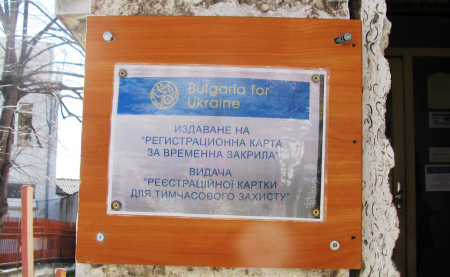 Bulgaria for
Ukraine
ИЗДАВАНЕ НА
"РЕГИСТРАЦИОННА КАРТА
ЗА ВРЕМЕННА ЗАКРИЛА"
ВИДАЧА
"РЕЄСТРАЦІЙНОЇ КАРТКИ
ДЛЯ ТИМЧАСОВОГО ЗАХИСТУ"